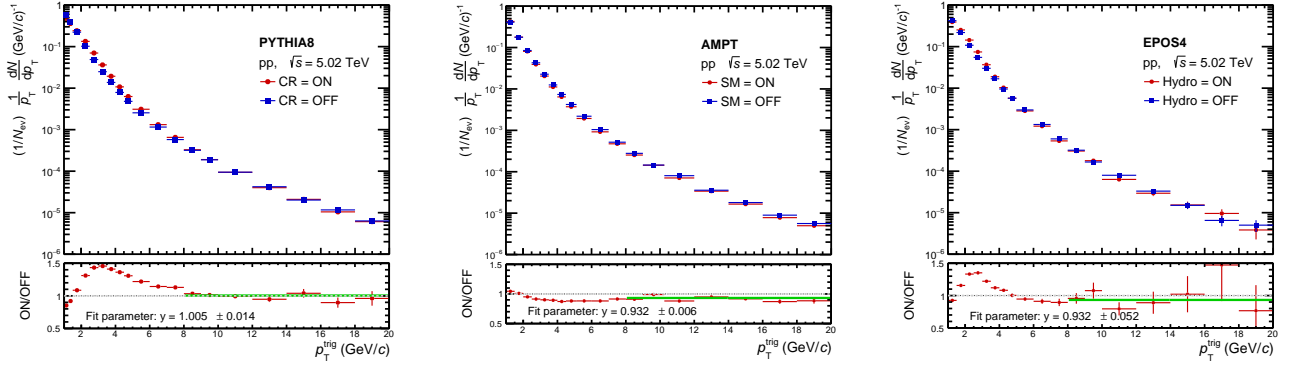 1
10⁻¹
10⁻²
10⁻³
10⁻⁴
10⁻⁵
10⁻⁶
(1/N_ev) 1/p_T dN/dp_T (GeV/c)⁻¹
PYTHIA8
pp, √s = 5.02 TeV
CR = ON
CR = OFF
1.5
1
0.5
ON/OFF
Fit parameter: y = 1.005 ± 0.014
2 4 6 8 10 12 14 16 18 20
p_T^trig (GeV/c)
1
10⁻¹
10⁻²
10⁻³
10⁻⁴
10⁻⁵
10⁻⁶
(1/N_ev) 1/p_T dN/dp_T (GeV/c)⁻¹
AMPT
pp, √s = 5.02 TeV
SM = ON
SM = OFF
1.5
1
0.5
ON/OFF
Fit parameter: y = 0.932 ± 0.006
2 4 6 8 10 12 14 16 18 20
p_T^trig (GeV/c)
1
10⁻¹
10⁻²
10⁻³
10⁻⁴
10⁻⁵
10⁻⁶
(1/N_ev) 1/p_T dN/dp_T (GeV/c)⁻¹
EPOS4
pp, √s = 5.02 TeV
Hydro = ON
Hydro = OFF
1.5
1
0.5
ON/OFF
Fit parameter: y = 0.932 ± 0.052
2 4 6 8 10 12 14 16 18 20
p_T^trig (GeV/c)